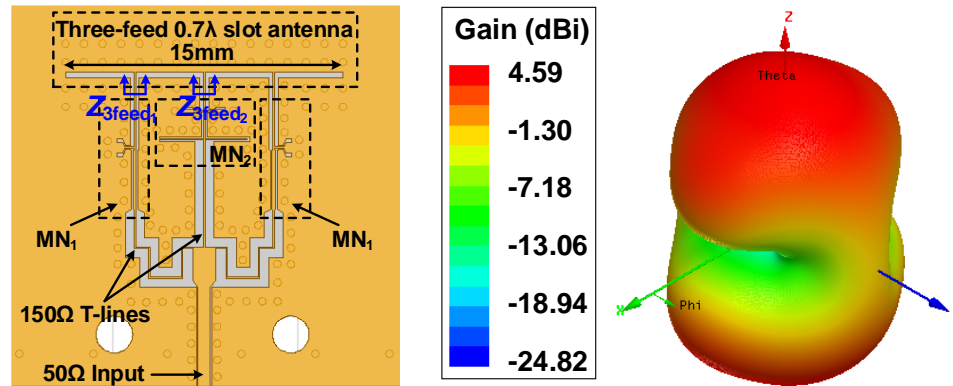 Three-feed 0.7λ slot antenna
15mm
Z3feed1
Z3feed2
MN2
MN1
MN1
150Ω T-lines
50Ω Input
Gain (dBi)
4.59
-1.30
-7.18
-13.06
-18.94
-24.82
Z
Theta
X
Phi